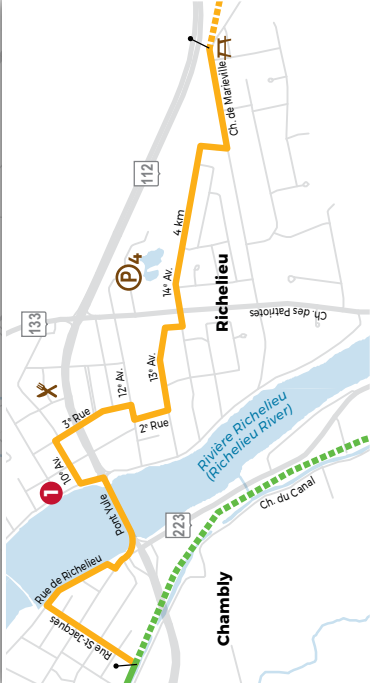 Ch. de Marieville
112
4 km
P 4
14e Av.
Richelieu
133
Ch. des Patriotes
13e Av.
12e Av.
3e Rue
2e Rue
10e Av.
1
Rivière Richelieu
(Richelieu River)
Pont Yule
Rue de Richelieu
223
Ch. du Canal
Rue St-Jacques
Chambly